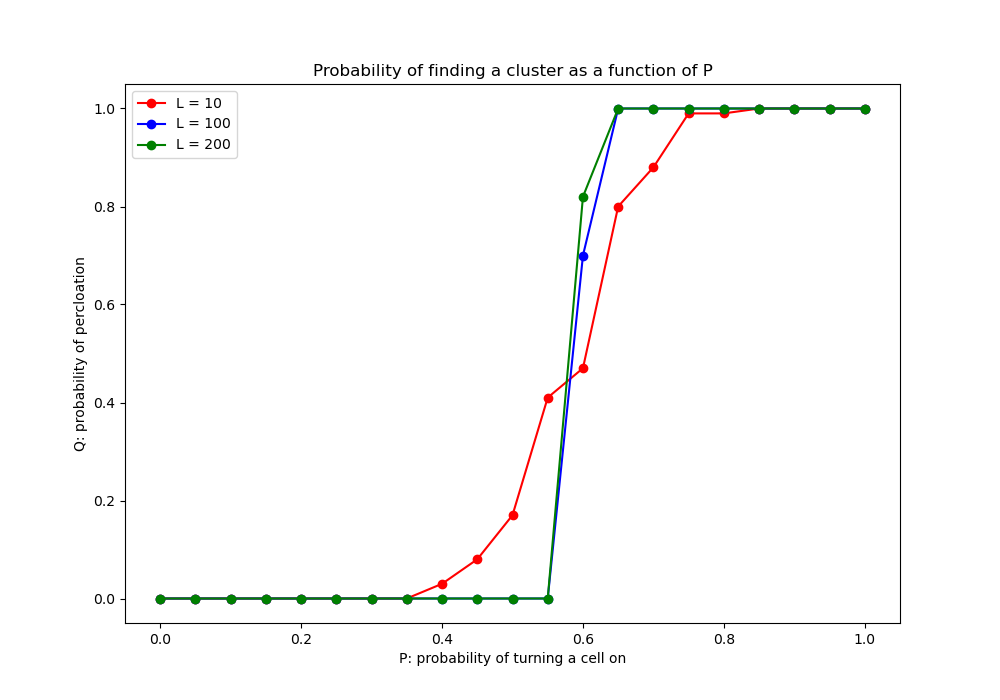 Probability of finding a cluster as a function of P
L = 10
L = 100
L = 200
1.0
0.8
0.6
0.4
0.2
0.0
Q: probability of percloation
0.0 0.2 0.4 0.6 0.8 1.0
P: probability of turning a cell on